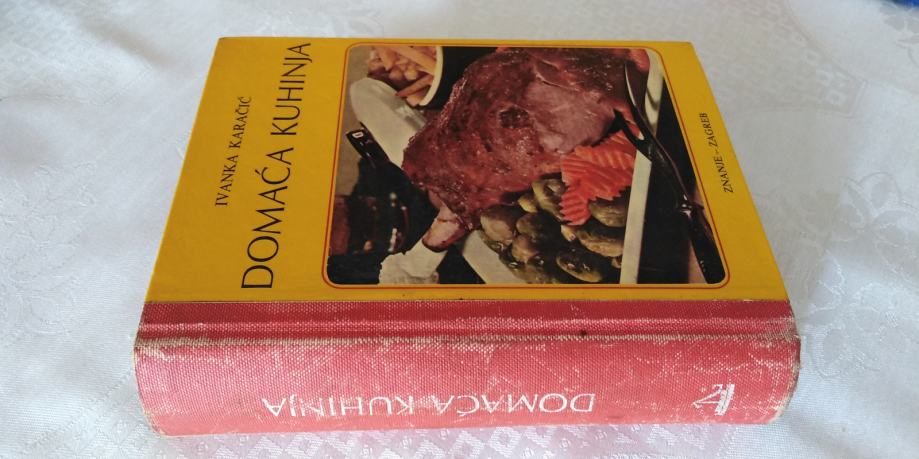 IVANKA KARAČIĆ
DOMAĆA KUHINJA
ZNANJE – ZAGREB
DOMAĆA KUHINJA